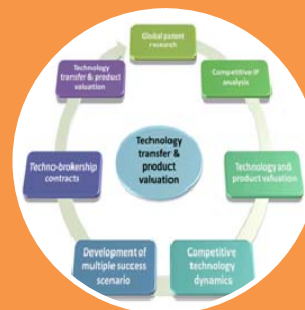 Global patent
research
Competitive IP
analysis
Technology and
product valuation
Competitive
technology
dynamics
Development of
multiple success
scenario
Techno-brokership
contracts
Technology
transfer & product
valuation
Technology
transfer &
product
valuation